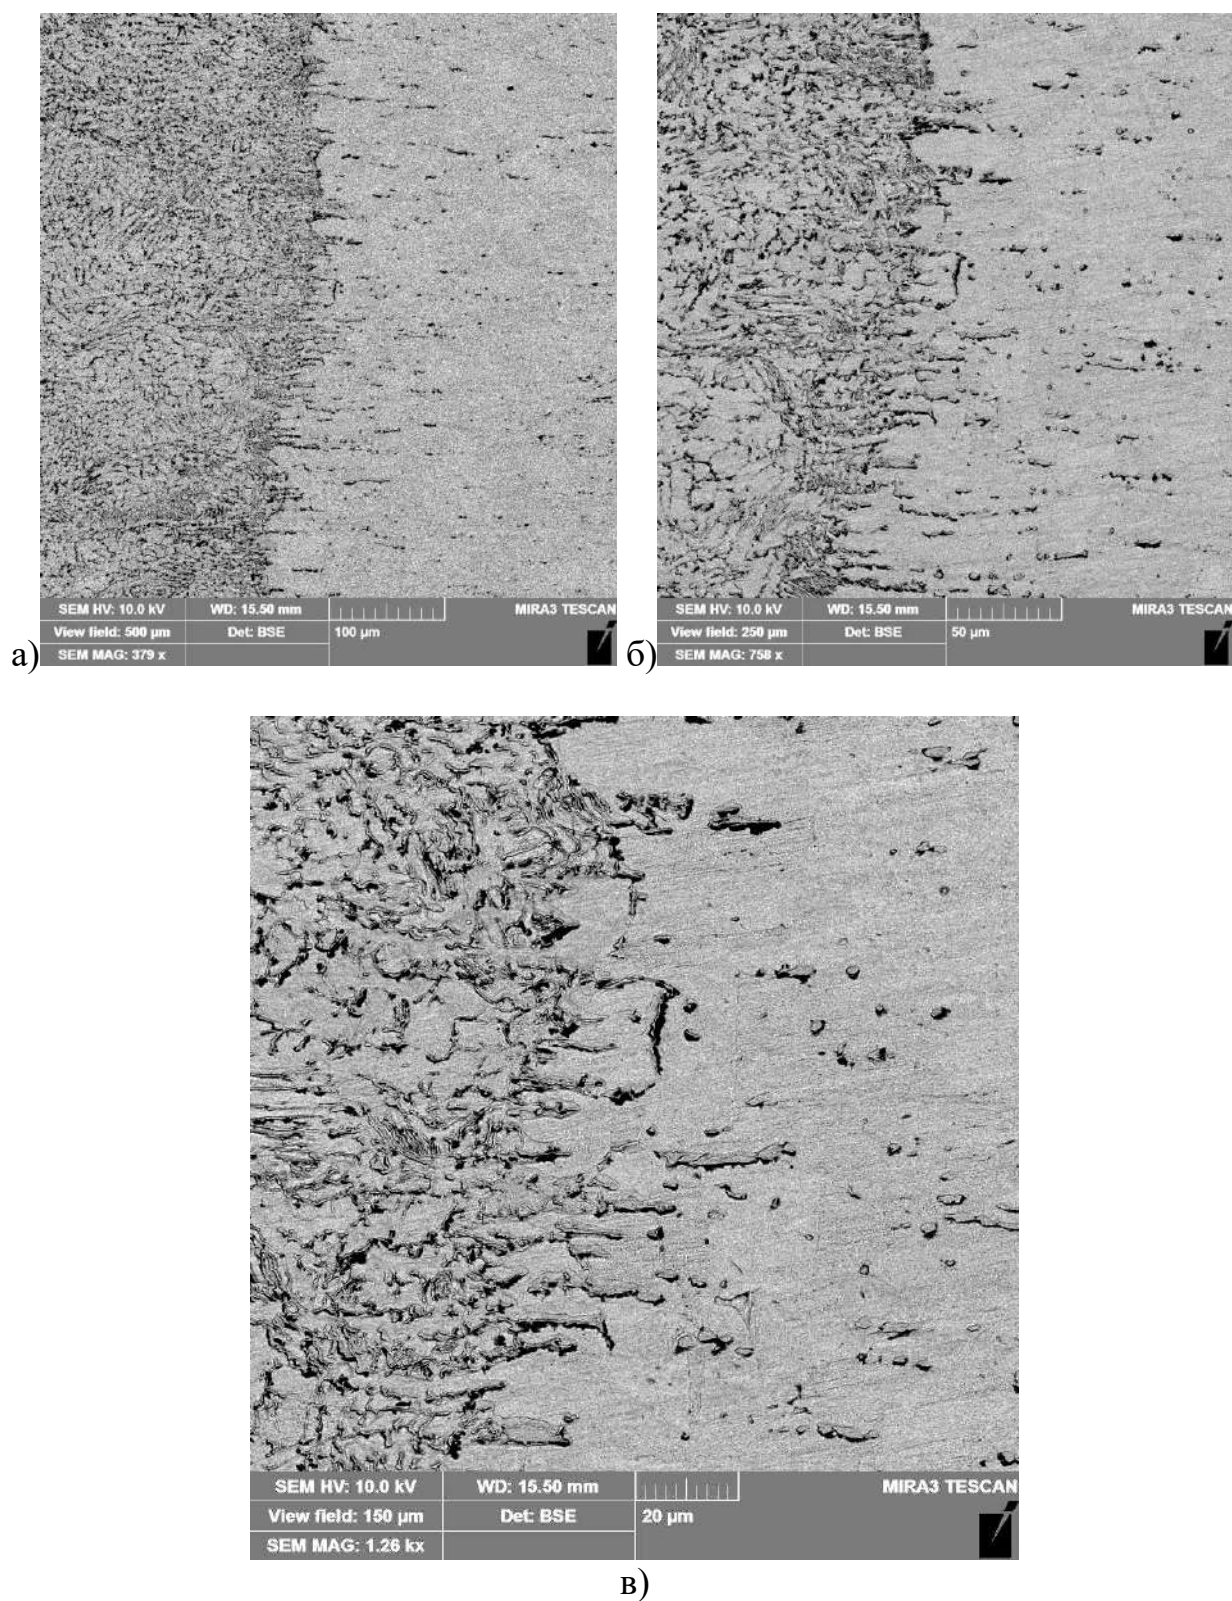 SEM HV: 10.0 kV WD: 15.50 mm MIRA3 TESCAN
View field: 500 µm Det: BSE 100 µm
SEM MAG: 379 x
а)
SEM HV: 10.0 kV WD: 15.50 mm MIRA3 TESCAN
View field: 250 µm Det: BSE 50 µm
SEM MAG: 758 x
б)
SEM HV: 10.0 kV WD: 15.50 mm MIRA3 TESCAN
View field: 150 µm Det: BSE 20 µm
SEM MAG: 1.26 kx
в)